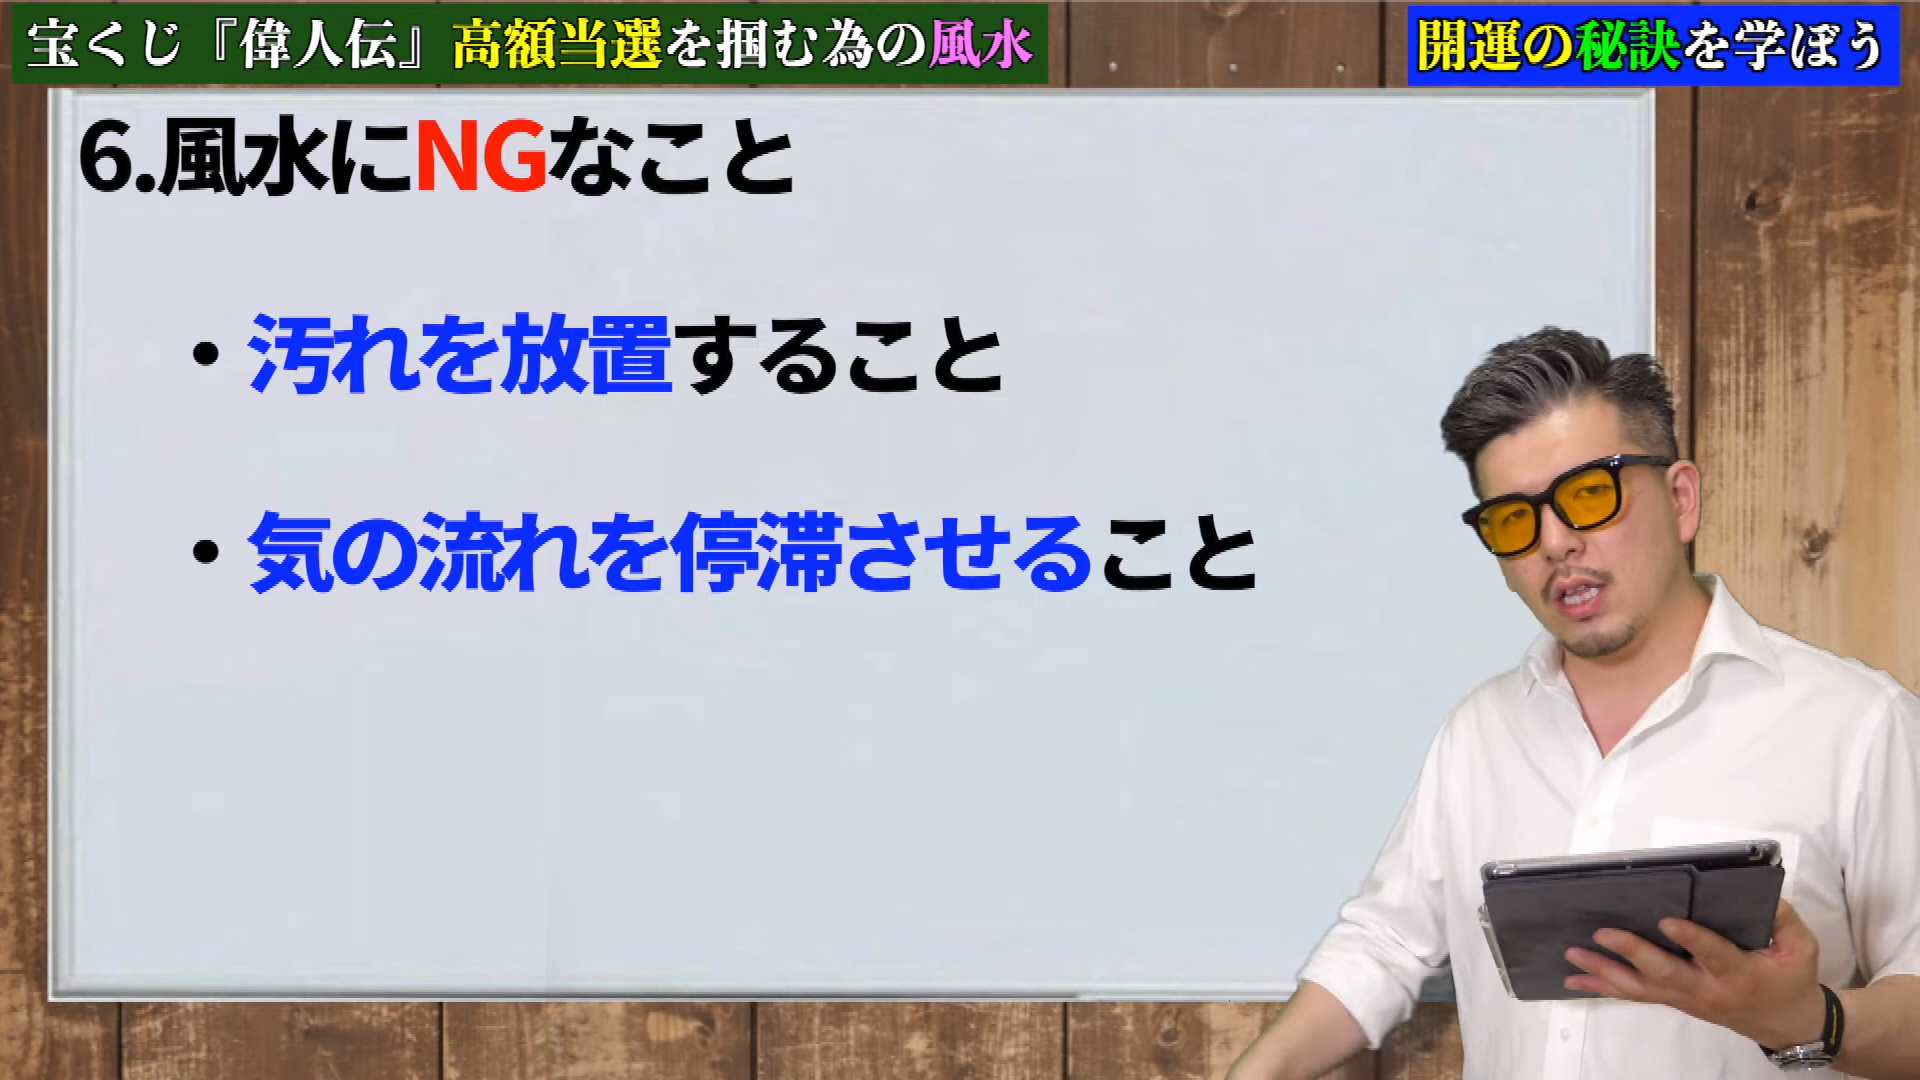 宝くじ『偉人伝』高額当選を掴む為の風水
開運の秘訣を学ぼう
6.風水にNGなこと
・汚れを放置すること
・気の流れを停滞させること